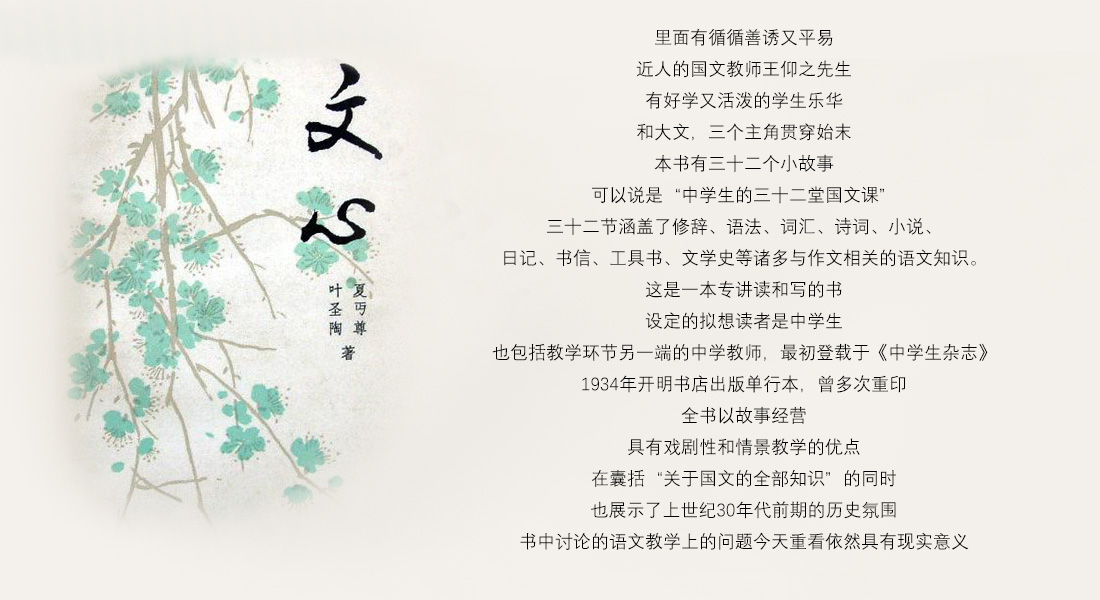 文心
夏丏尊
叶圣陶
著
里面有循循善诱又平易
近人的国文教师王仰之先生
有好学又活泼的学生乐华
和大文，三个主角贯穿始末
本书有三十二个小故事
可以说是“中学生的三十二堂国文课”
三十二节涵盖了修辞、语法、词汇、诗词、小说、
日记、书信、工具书、文学史等诸多与作文相关的语文知识。
这是一本专讲读和写的书
设定的拟想读者是中学生
也包括教学环节另一端的中学教师，最初登载于《中学生杂志》
1934年开明书店出版单行本，曾多次重印
全书以故事经营
具有戏剧性和情景教学的优点
在囊括“关于国文的全部知识”的同时
也展示了上世纪30年代前期的历史氛围
书中讨论的语文教学上的问题今天重看依然具有现实意义